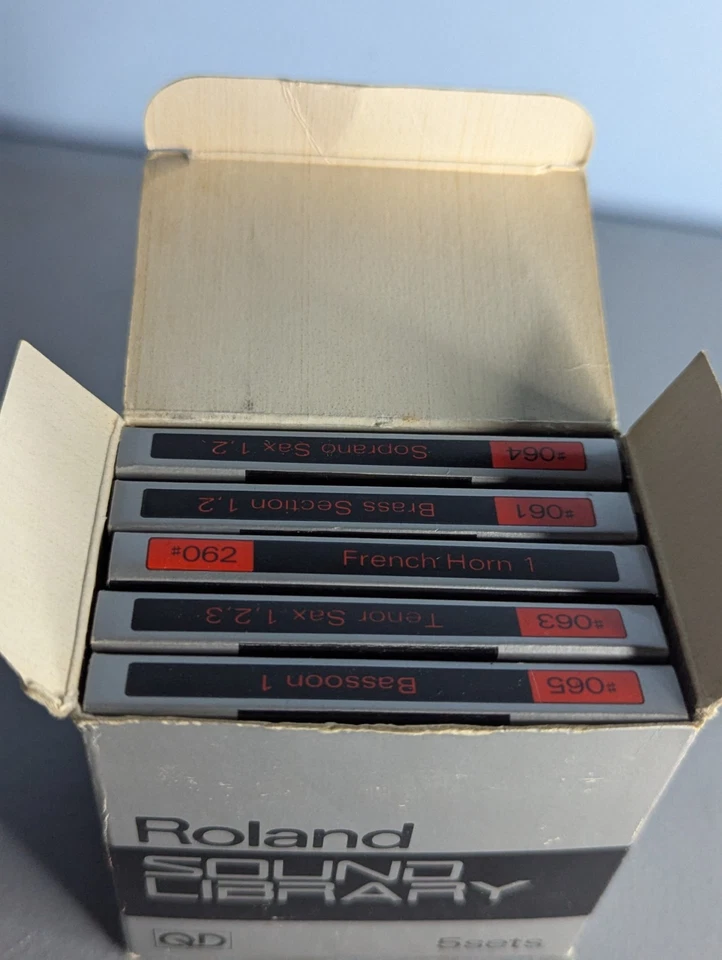 Soprano Sax 1,2 #064
Brass Section 1,2 #061
#062 French Horn 1
Tenor Sax 1,2,3 #063
Bassoon 1 #065
Roland
SOUND
LIBRARY
QD 5sets